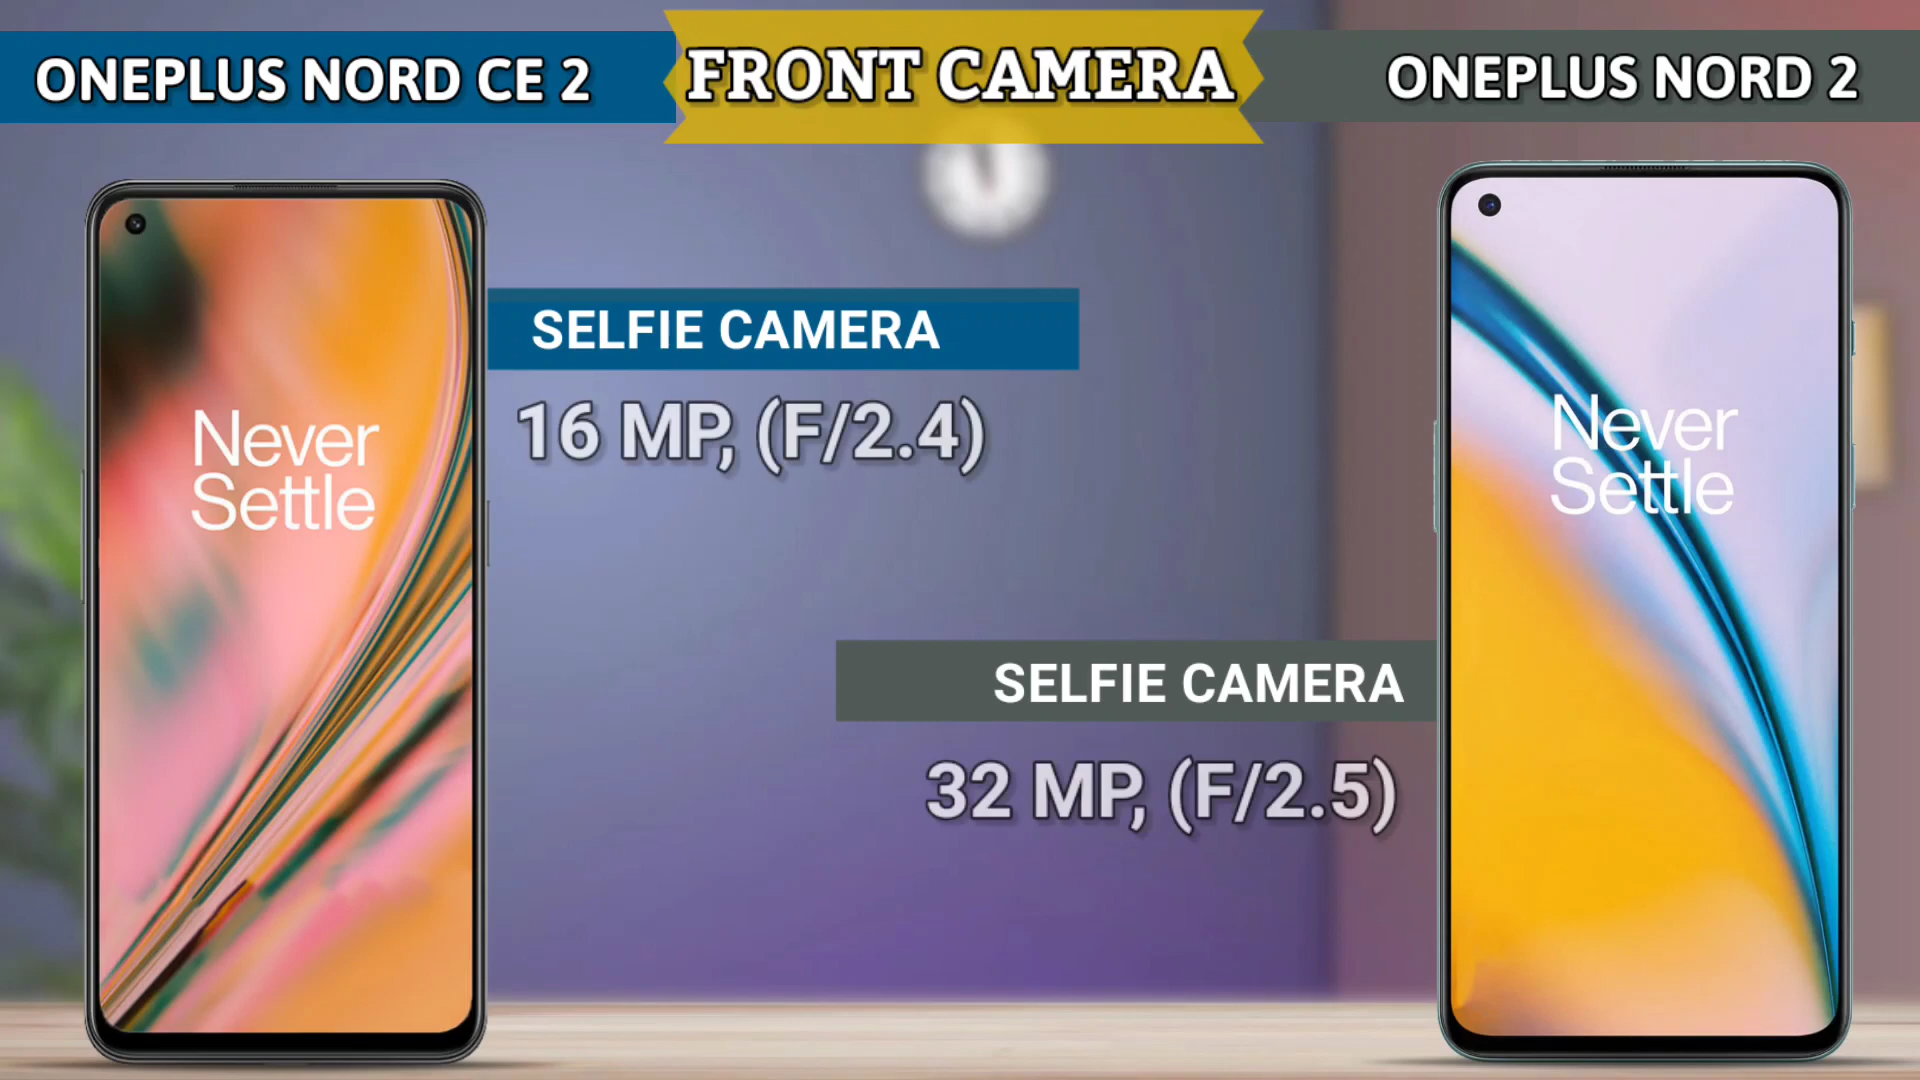 ONEPLUS NORD CE 2
FRONT CAMERA
ONEPLUS NORD 2
SELFIE CAMERA
16 MP, (F/2.4)
Never
Settle
Never
Settle
SELFIE CAMERA
32 MP, (F/2.5)